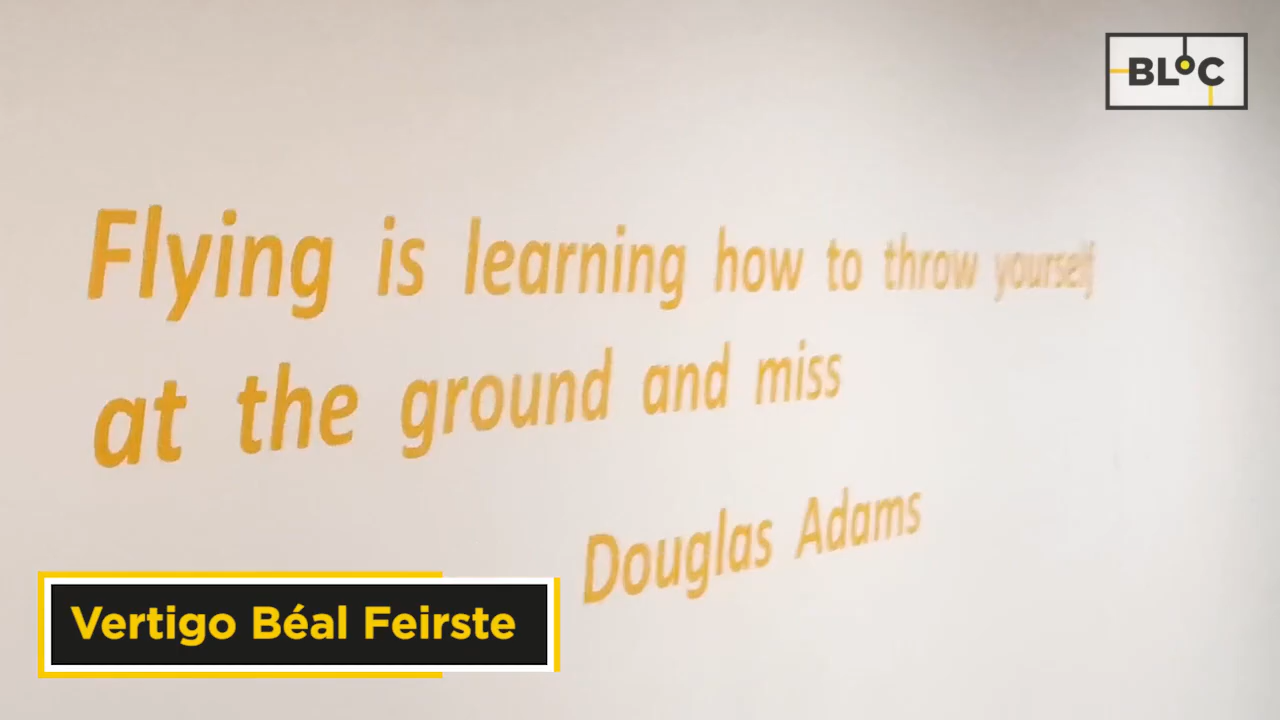 BLOC
Flying is learning how to throw yourself
at the ground and miss
Douglas Adams
Vertigo Béal Feirste